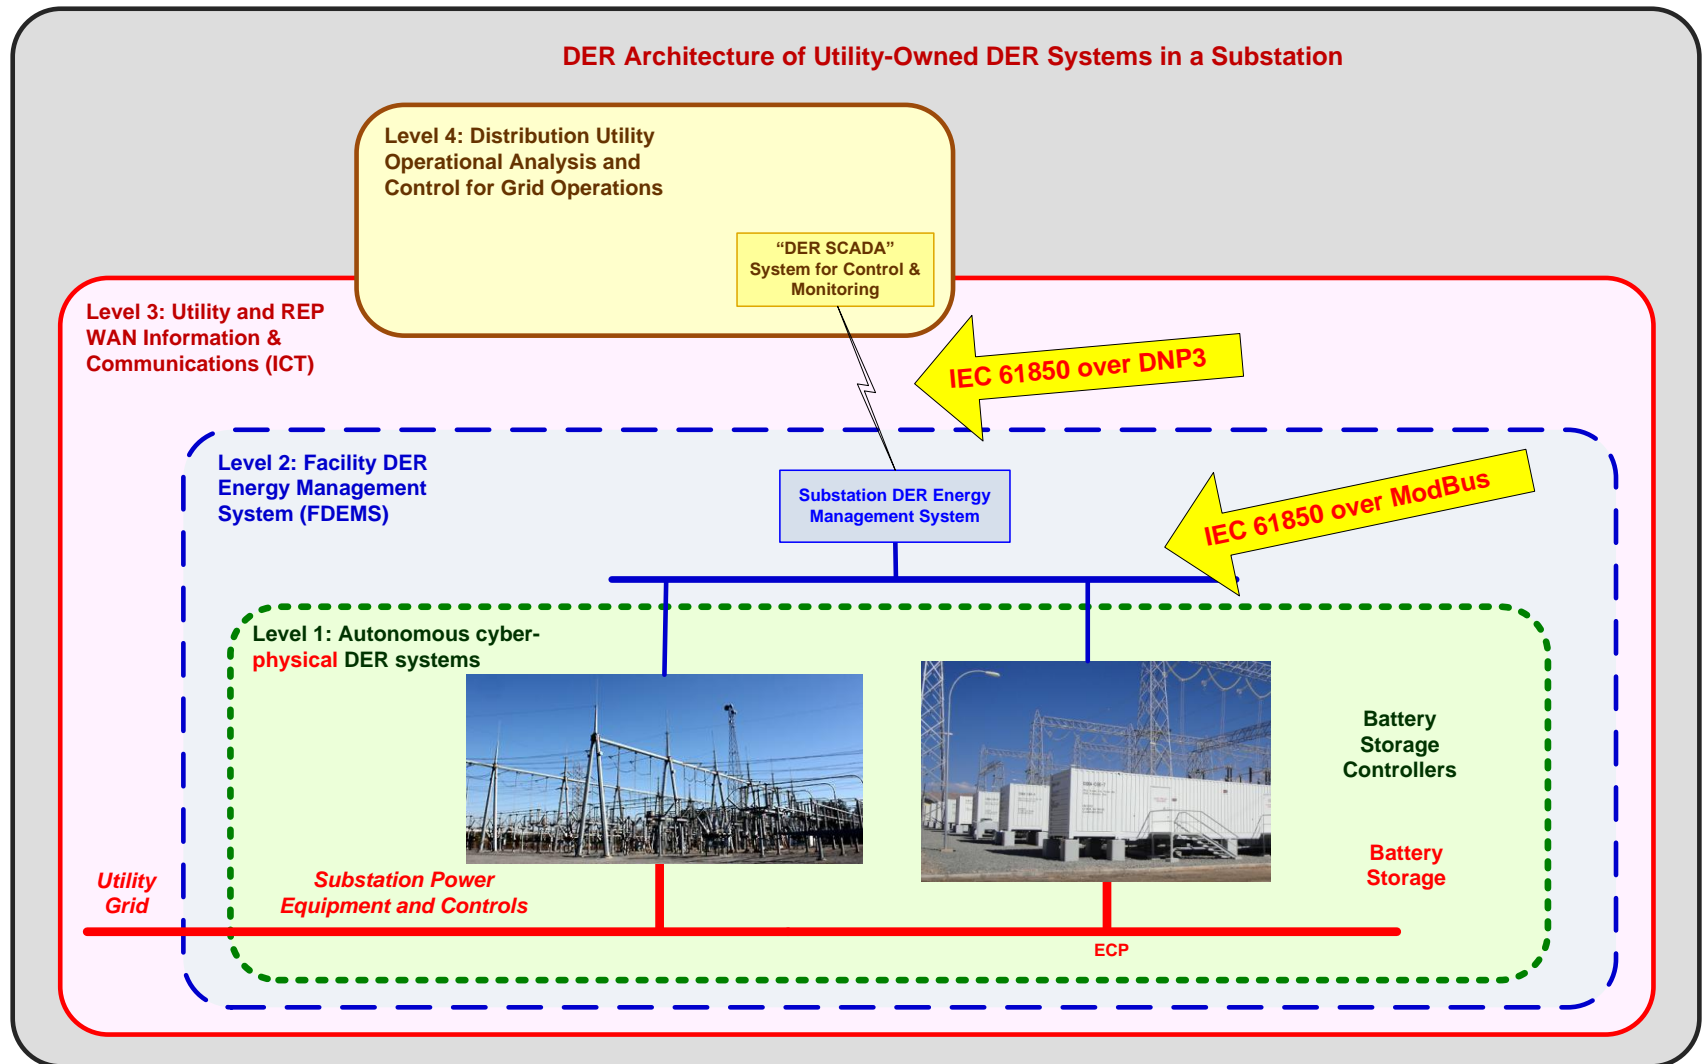 DER Architecture of Utility-Owned DER Systems in a Substation
Level 4: Distribution Utility
Operational Analysis and
Control for Grid Operations
“DER SCADA”
System for Control &
Monitoring
Level 3: Utility and REP
WAN Information &
Communications (ICT)
IEC 61850 over DNP3
Level 2: Facility DER
Energy Management
System (FDEMS)
Substation DER Energy
Management System
IEC 61850 over ModBus
Level 1: Autonomous cyber-
physical DER systems
Battery
Storage
Controllers
Battery
Storage
Utility
Grid
Substation Power
Equipment and Controls
ECP